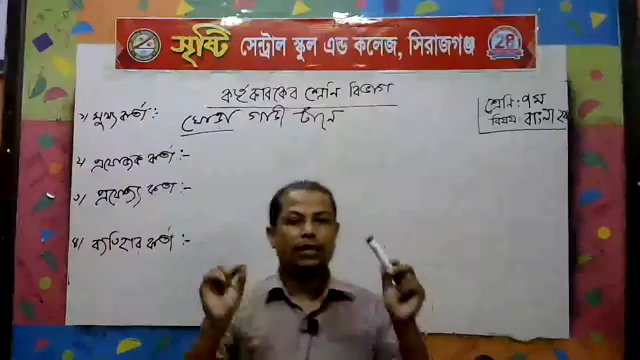 সৃষ্টি সেন্ট্রাল স্কুল এন্ড কলেজ, সিরাজগঞ্জ
কর্তৃকারকের শ্রেনি বিভাগ
শ্রেনি: ৭ম
বিষয়: বাংলা ২য়
ঘোড়া গাড়ী টানে
১) মুখ্য কর্তা :-
২) প্রযোজক কর্তা :-
৩) প্রযোজ্য কর্তা :-
৪) ব্যতিহার কর্তা :-